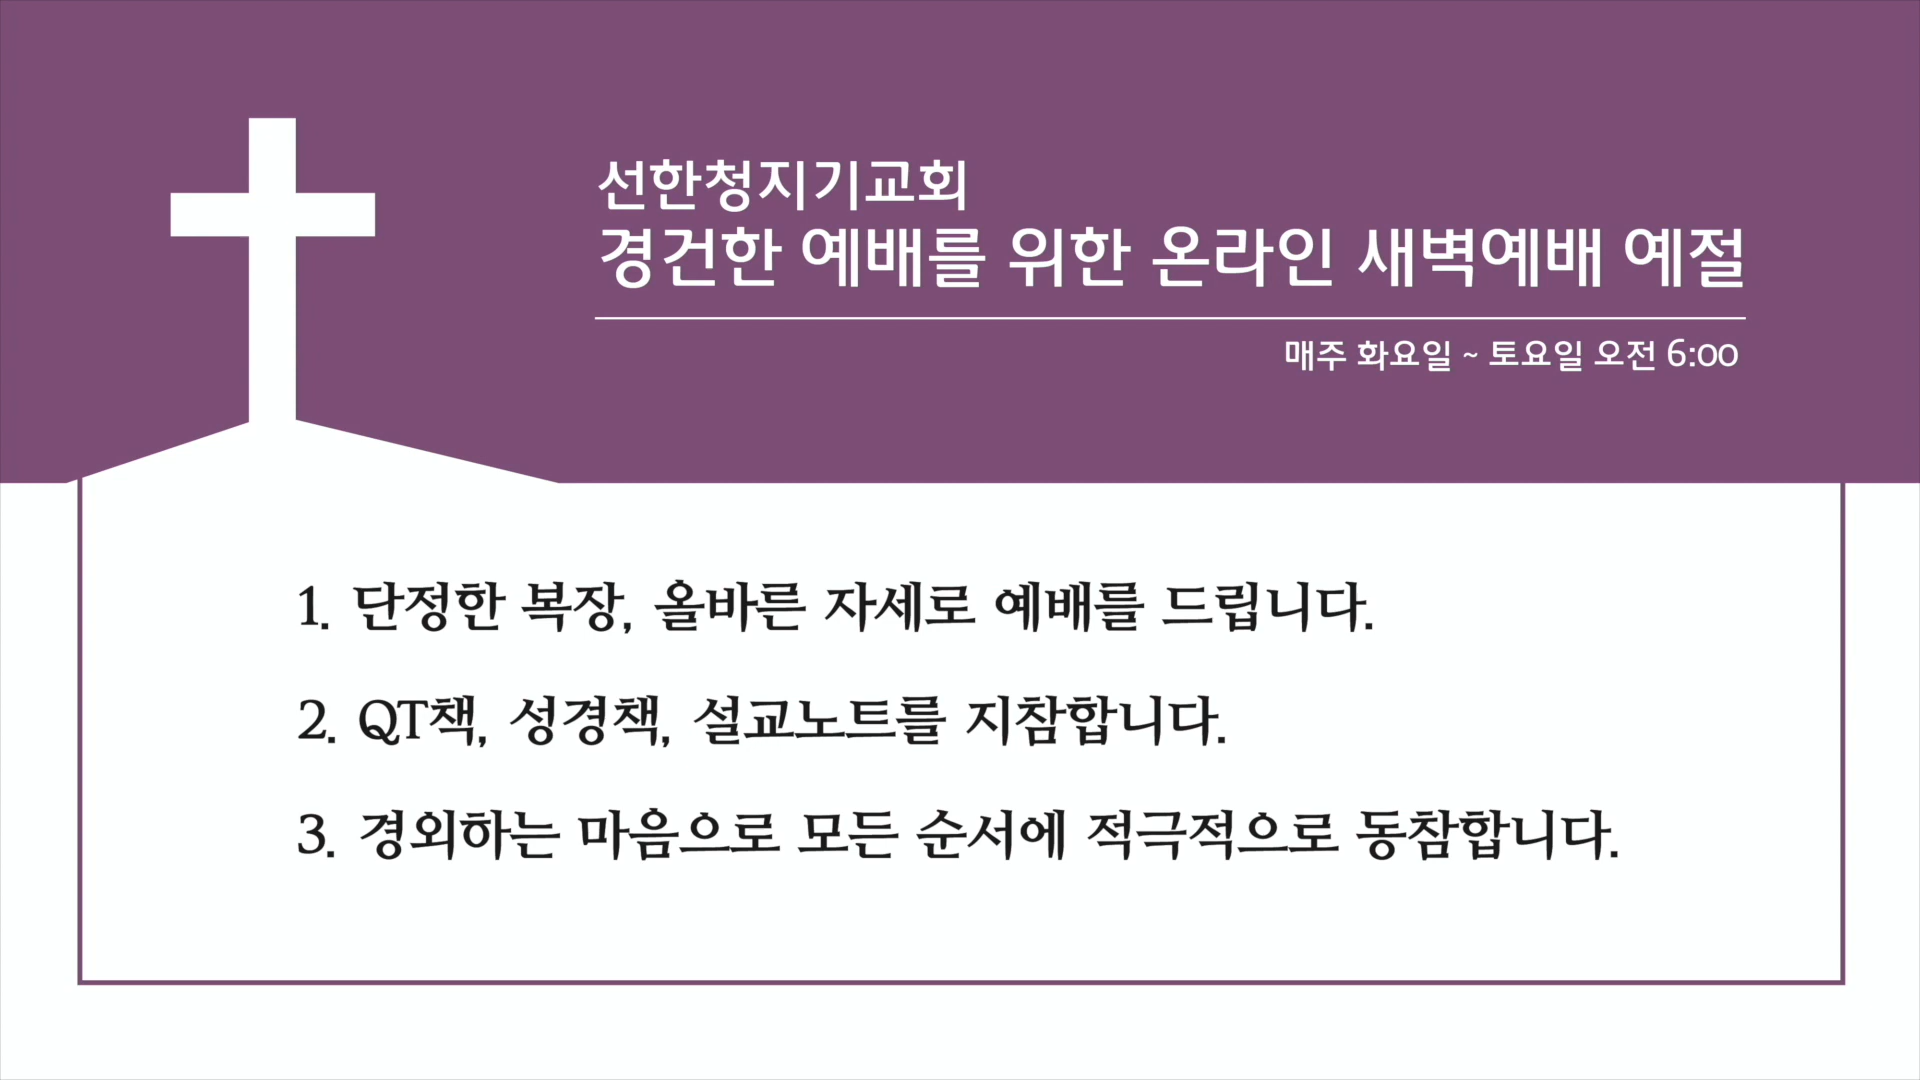 선한청지기교회
경건한 예배를 위한 온라인 새벽예배 예절
매주 화요일 ~ 토요일 오전 6:00
1. 단정한 복장, 올바른 자세로 예배를 드립니다.
2. QT책, 성경책, 설교노트를 지참합니다.
3. 경외하는 마음으로 모든 순서에 적극적으로 동참합니다.